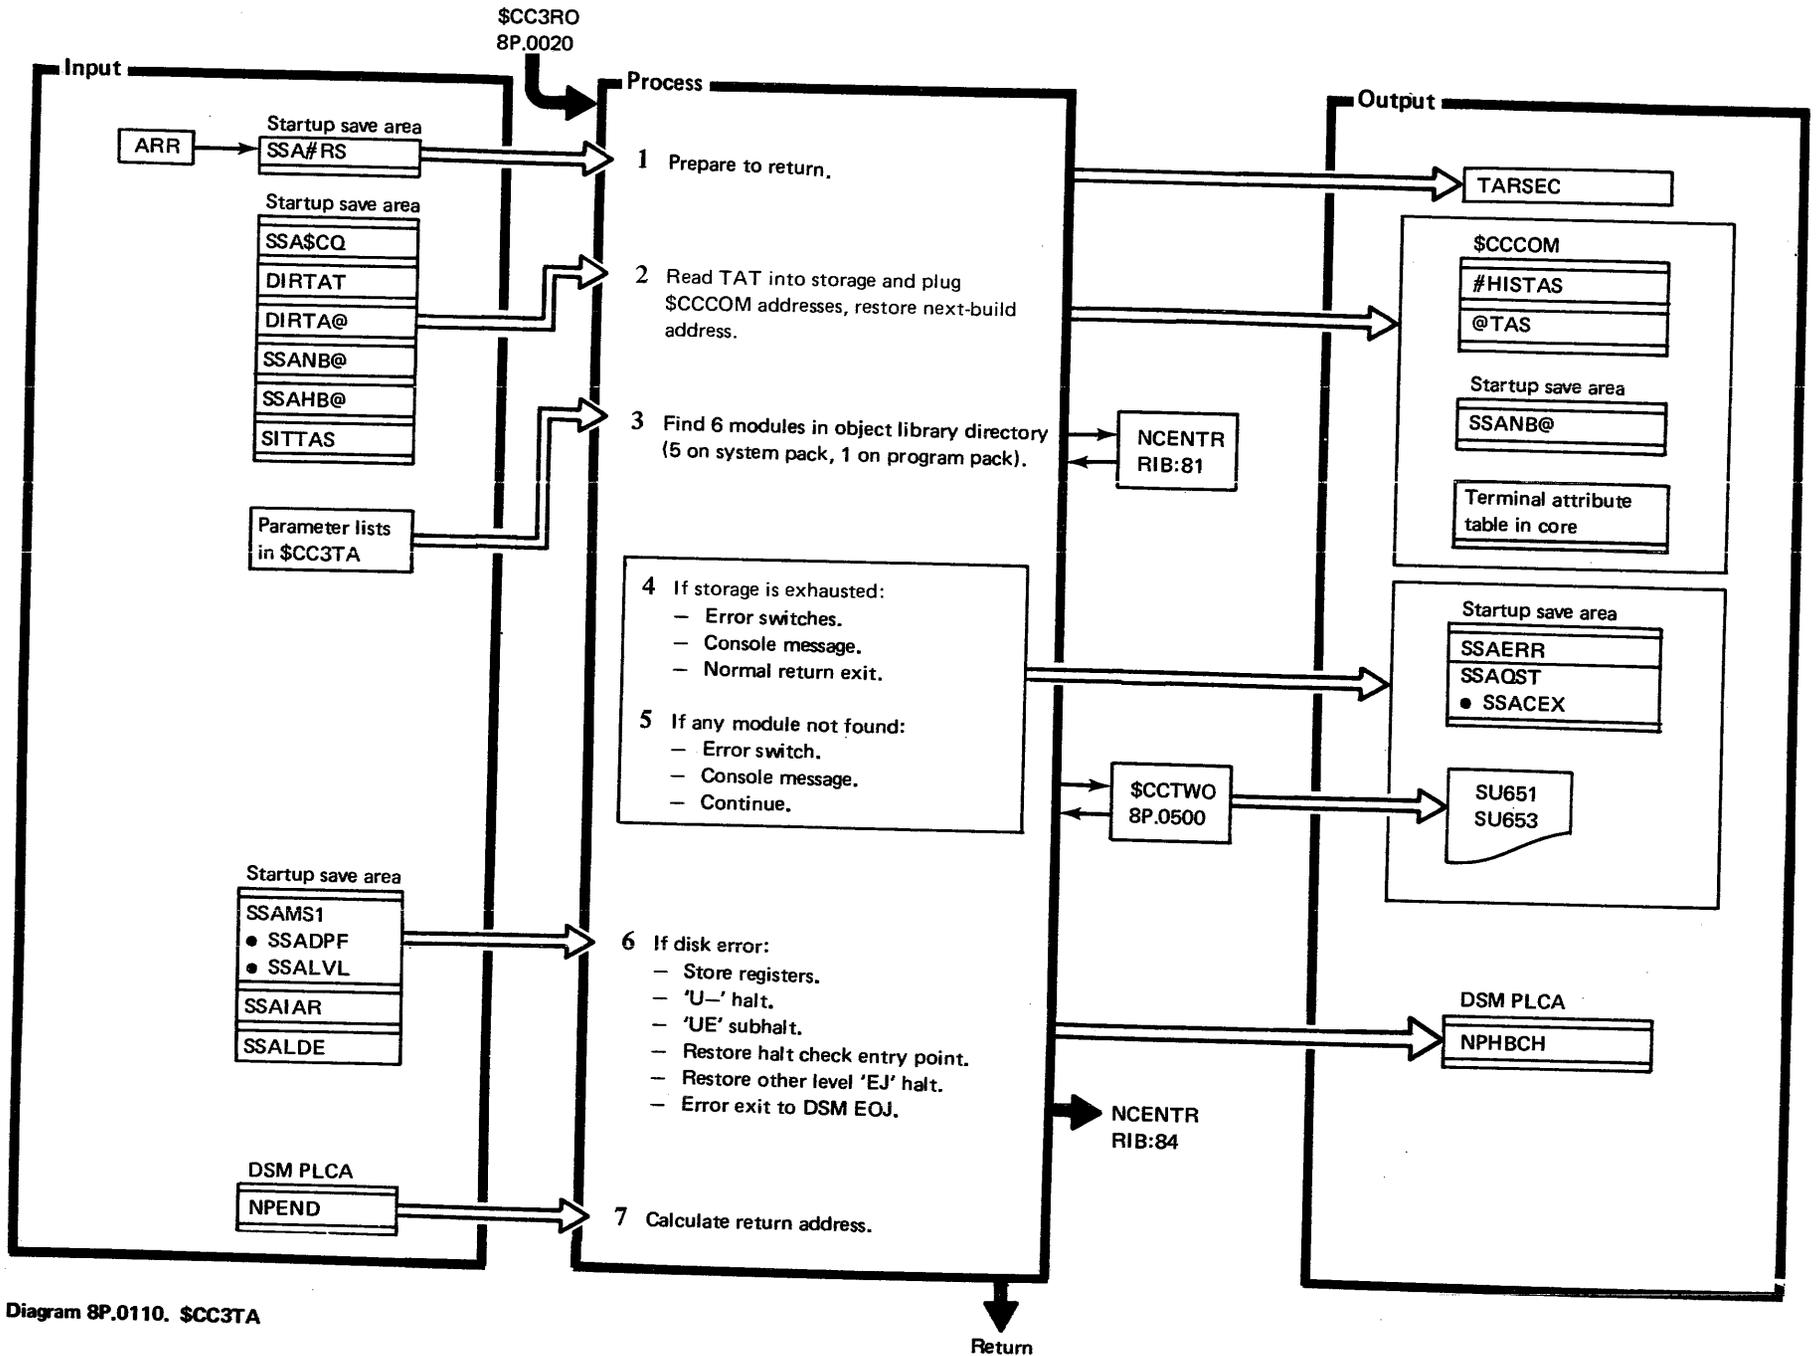 $CC3RO
8P.0020
Input
ARR
Startup save area
SSA#RS
Startup save area
SSA$CQ
DIRTAT
DIRTA@
SSANB@
SSAHB@
SITTAS
Parameter lists
in $CC3TA
Startup save area
SSAMS1
● SSADPF
● SSALVL
SSAIAR
SSALDE
DSM PLCA
NPEND
Process
1 Prepare to return.
2 Read TAT into storage and plug
$CCCOM addresses, restore next-build
address.
3 Find 6 modules in object library directory
(5 on system pack, 1 on program pack).
4 If storage is exhausted:
— Error switches.
— Console message.
— Normal return exit.
5 If any module not found:
— Error switch.
— Console message.
— Continue.
6 If disk error:
— Store registers.
— 'U—' halt.
— 'UE' subhalt.
— Restore halt check entry point.
— Restore other level 'EJ' halt.
— Error exit to DSM EOJ.
7 Calculate return address.
NCENTR
RIB:81
$CCTWO
8P.0500
NCENTR
RIB:84
Return
Output
TARSEC
$CCCOM
#HISTAS
@TAS
Startup save area
SSANB@
Terminal attribute
table in core
Startup save area
SSAERR
SSAQST
● SSACEX
SU651
SU653
DSM PLCA
NPHBCH
Diagram 8P.0110. $CC3TA